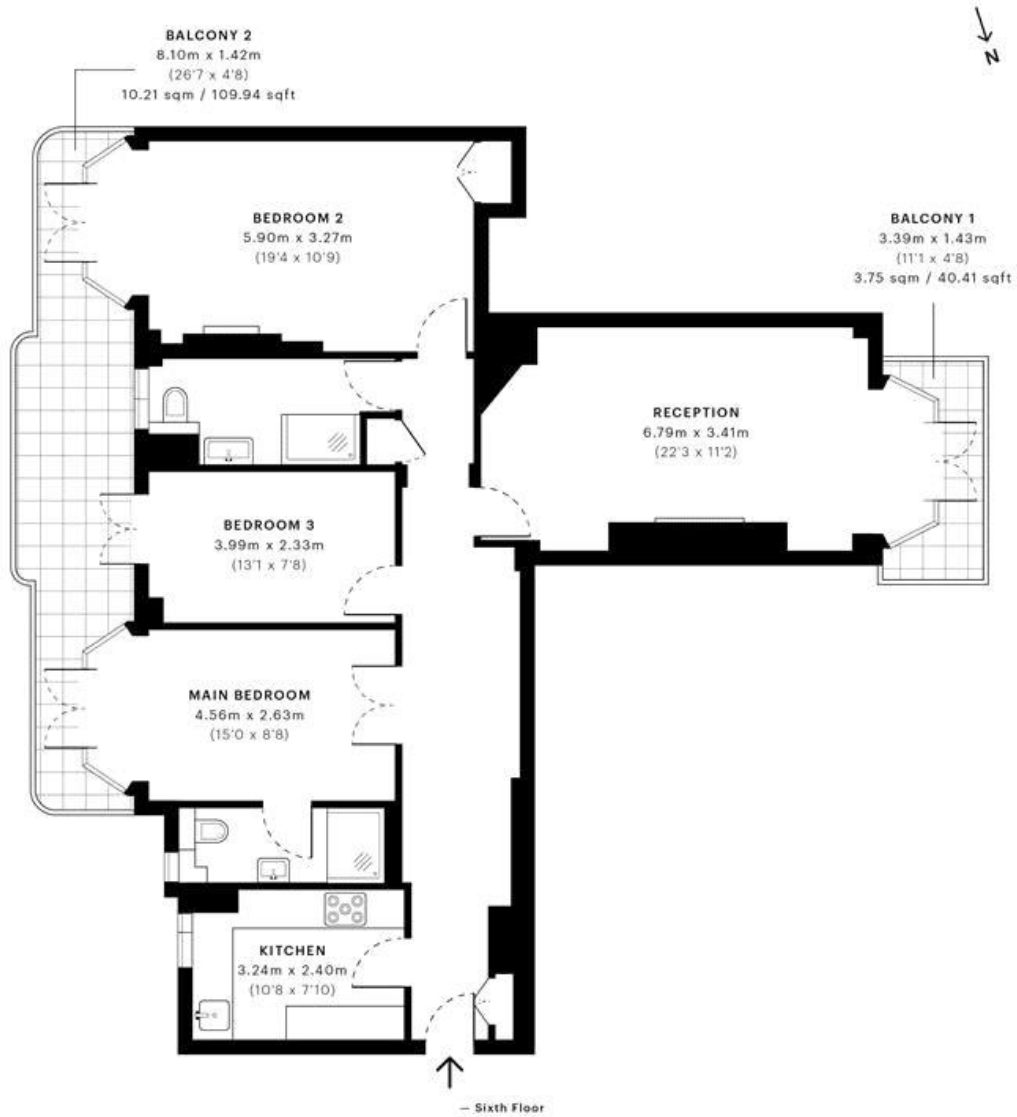 BALCONY 2
8.10m x 1.42m
(26'7 x 4'8)
10.21 sqm / 109.94 sqft
N
BEDROOM 2
5.90m x 3.27m
(19'4 x 10'9)
BALCONY 1
3.39m x 1.43m
(11'1 x 4'8)
3.75 sqm / 40.41 sqft
RECEPTION
6.79m x 3.41m
(22'3 x 11'2)
BEDROOM 3
3.99m x 2.33m
(13'1 x 7'8)
MAIN BEDROOM
4.56m x 2.63m
(15'0 x 8'8)
KITCHEN
3.24m x 2.40m
(10'8 x 7'10)
— Sixth Floor